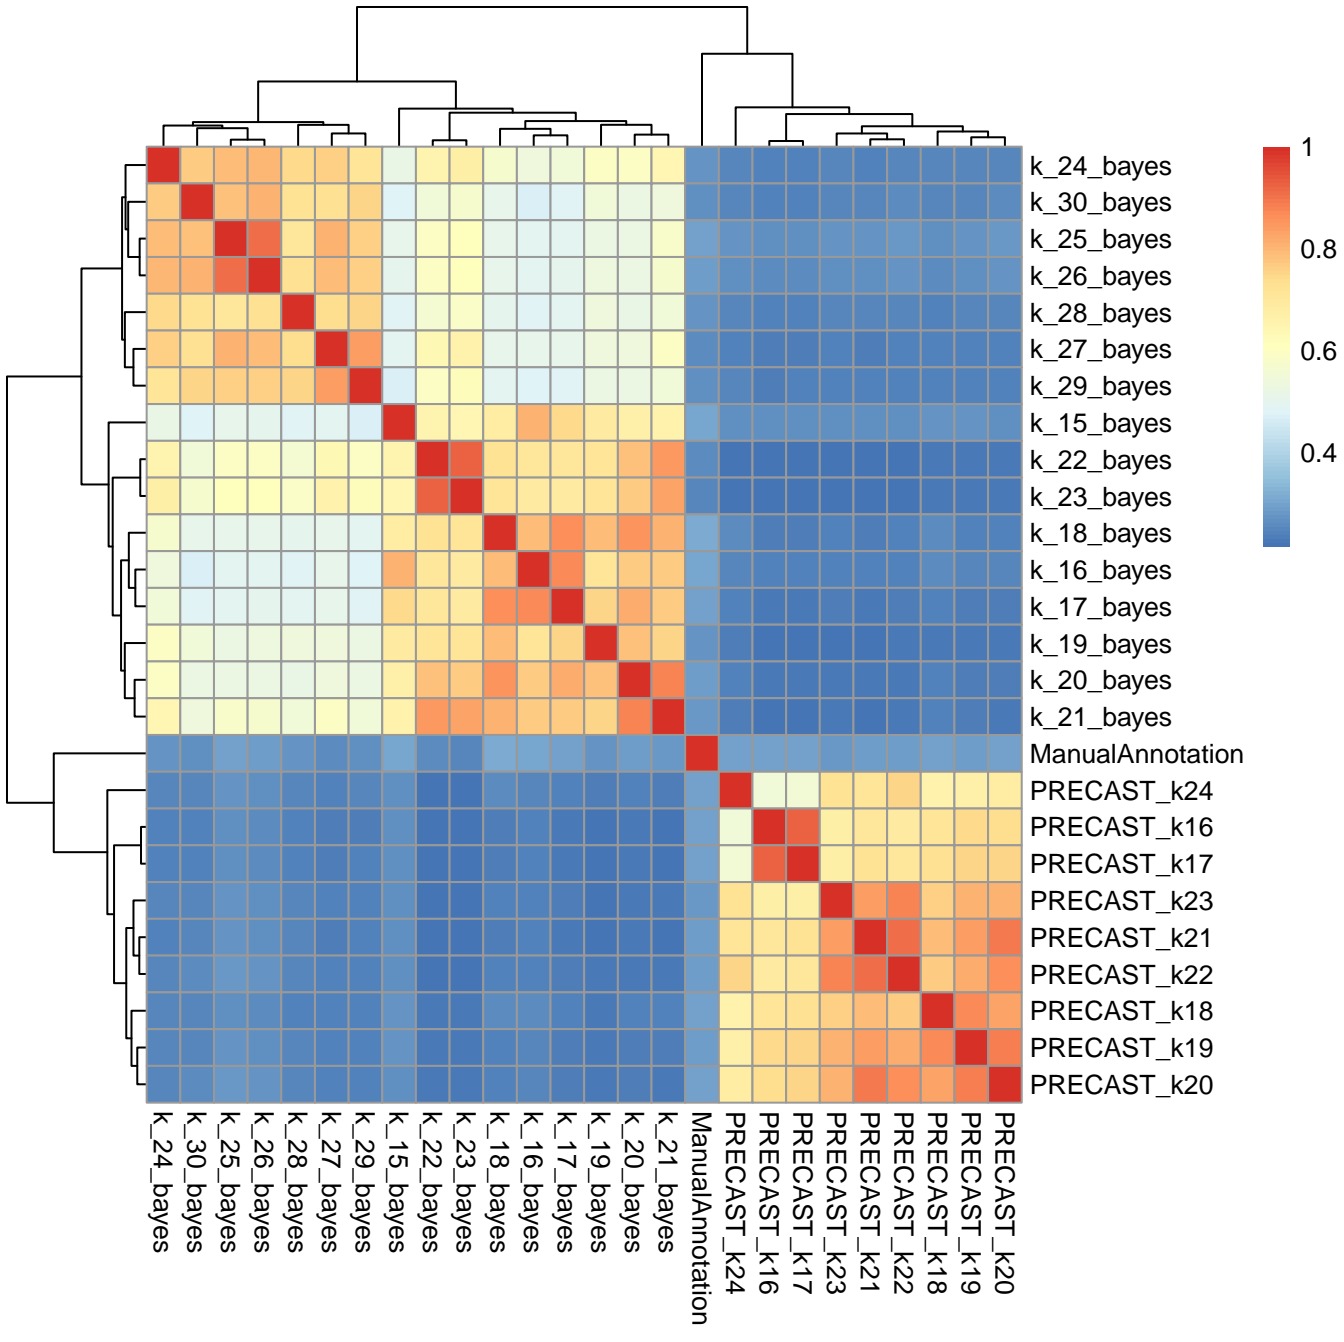 1
0.8
0.6
0.4
k_24_bayes
k_30_bayes
k_25_bayes
k_26_bayes
k_28_bayes
k_27_bayes
k_29_bayes
k_15_bayes
k_22_bayes
k_23_bayes
k_18_bayes
k_16_bayes
k_17_bayes
k_19_bayes
k_20_bayes
k_21_bayes
ManualAnnotation
PRECAST_k24
PRECAST_k16
PRECAST_k17
PRECAST_k23
PRECAST_k21
PRECAST_k22
PRECAST_k18
PRECAST_k19
PRECAST_k20
k_24_bayes
k_30_bayes
k_25_bayes
k_26_bayes
k_28_bayes
k_27_bayes
k_29_bayes
k_15_bayes
k_22_bayes
k_23_bayes
k_18_bayes
k_16_bayes
k_17_bayes
k_19_bayes
k_20_bayes
k_21_bayes
ManualAnnotation
PRECAST_k24
PRECAST_k16
PRECAST_k17
PRECAST_k23
PRECAST_k21
PRECAST_k22
PRECAST_k18
PRECAST_k19
PRECAST_k20